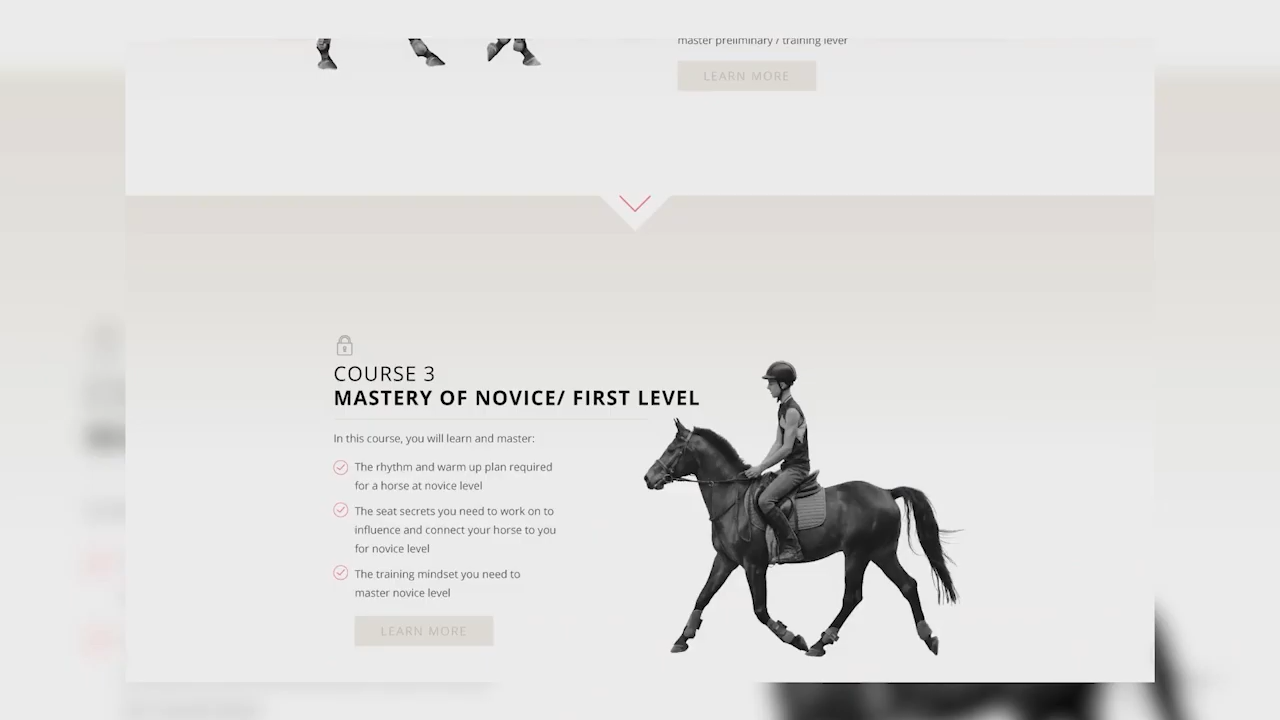 master preliminary / training level
LEARN MORE
COURSE 3
MASTERY OF NOVICE/ FIRST LEVEL
In this course, you will learn and master:
The rhythm and warm up plan required
for a horse at novice level
The seat secrets you need to work on to
influence and connect your horse to you
for novice level
The training mindset you need to
master novice level
LEARN MORE